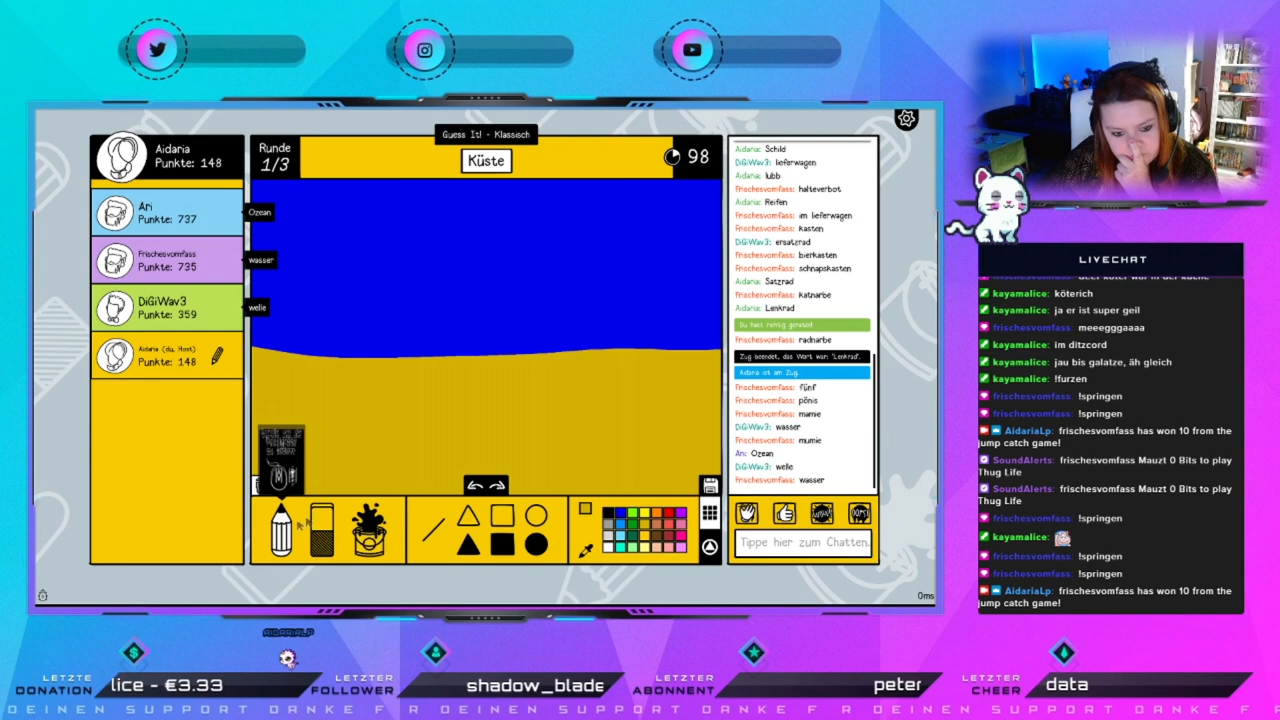 Guess It! - Klassisch
Aidaria
Punkte: 148
Runde
1/3
Küste
98
Ari
Punkte: 737
Ozean
Frischesvomfass
Punkte: 735
wasser
DiGiWav3
Punkte: 359
welle
Aidaria (du, Host)
Punkte: 148
Aidaria: Schild
DiGiWav3: lieferwagen
Aidaria: lubb
Frischesvomfass: halteverbot
Aidaria: Reifen
Frischesvomfass: im lieferwagen
Frischesvomfass: kasten
DiGiWav3: ersatzrad
Frischesvomfass: bierkasten
Frischesvomfass: schnapskasten
Aidaria: Satzrad
Frischesvomfass: katnarbe
Aidaria: Lenkrad
Du hast richtig geraten!
Frischesvomfass: radnarbe
Zug beendet, das Wort war: 'Lenkrad'.
Aidaria ist am Zug.
Frischesvomfass: fünf
Frischesvomfass: pönis
Frischesvomfass: mamie
DiGiWav3: wasser
Frischesvomfass: mumie
Ari: Ozean
DiGiWav3: welle
Frischesvomfass: wasser
Tippe hier zum Chatten.
0ms
LIVECHAT
kayamalice: köterich
kayamalice: ja er ist super geil
frischesvomfass: meeegggaaaa
kayamalice: im ditzcord
kayamalice: jau bis galatze, äh gleich
kayamalice: !furzen
frischesvomfass: !springen
frischesvomfass: !springen
AidariaLp: frischesvomfass has won 10 from the
jump catch game!
SoundAlerts: frischesvomfass Mauzt 0 Bits to play
Thug Life
SoundAlerts: frischesvomfass Mauzt 0 Bits to play
Thug Life
frischesvomfass: !springen
kayamalice:
frischesvomfass: !springen
frischesvomfass: !springen
AidariaLp: frischesvomfass has won 10 from the
jump catch game!
AIDARIALP
LETZTE
DONATION
lice - €3.33
LETZTER
FOLLOWER
shadow_blade
LETZTER
ABONNENT
peter
LETZTER
CHEER
data
DEINEN SUPPORT DANKE F R DEINEN SUPPORT DANKE F R DEINEN SUPPORT DANKE F